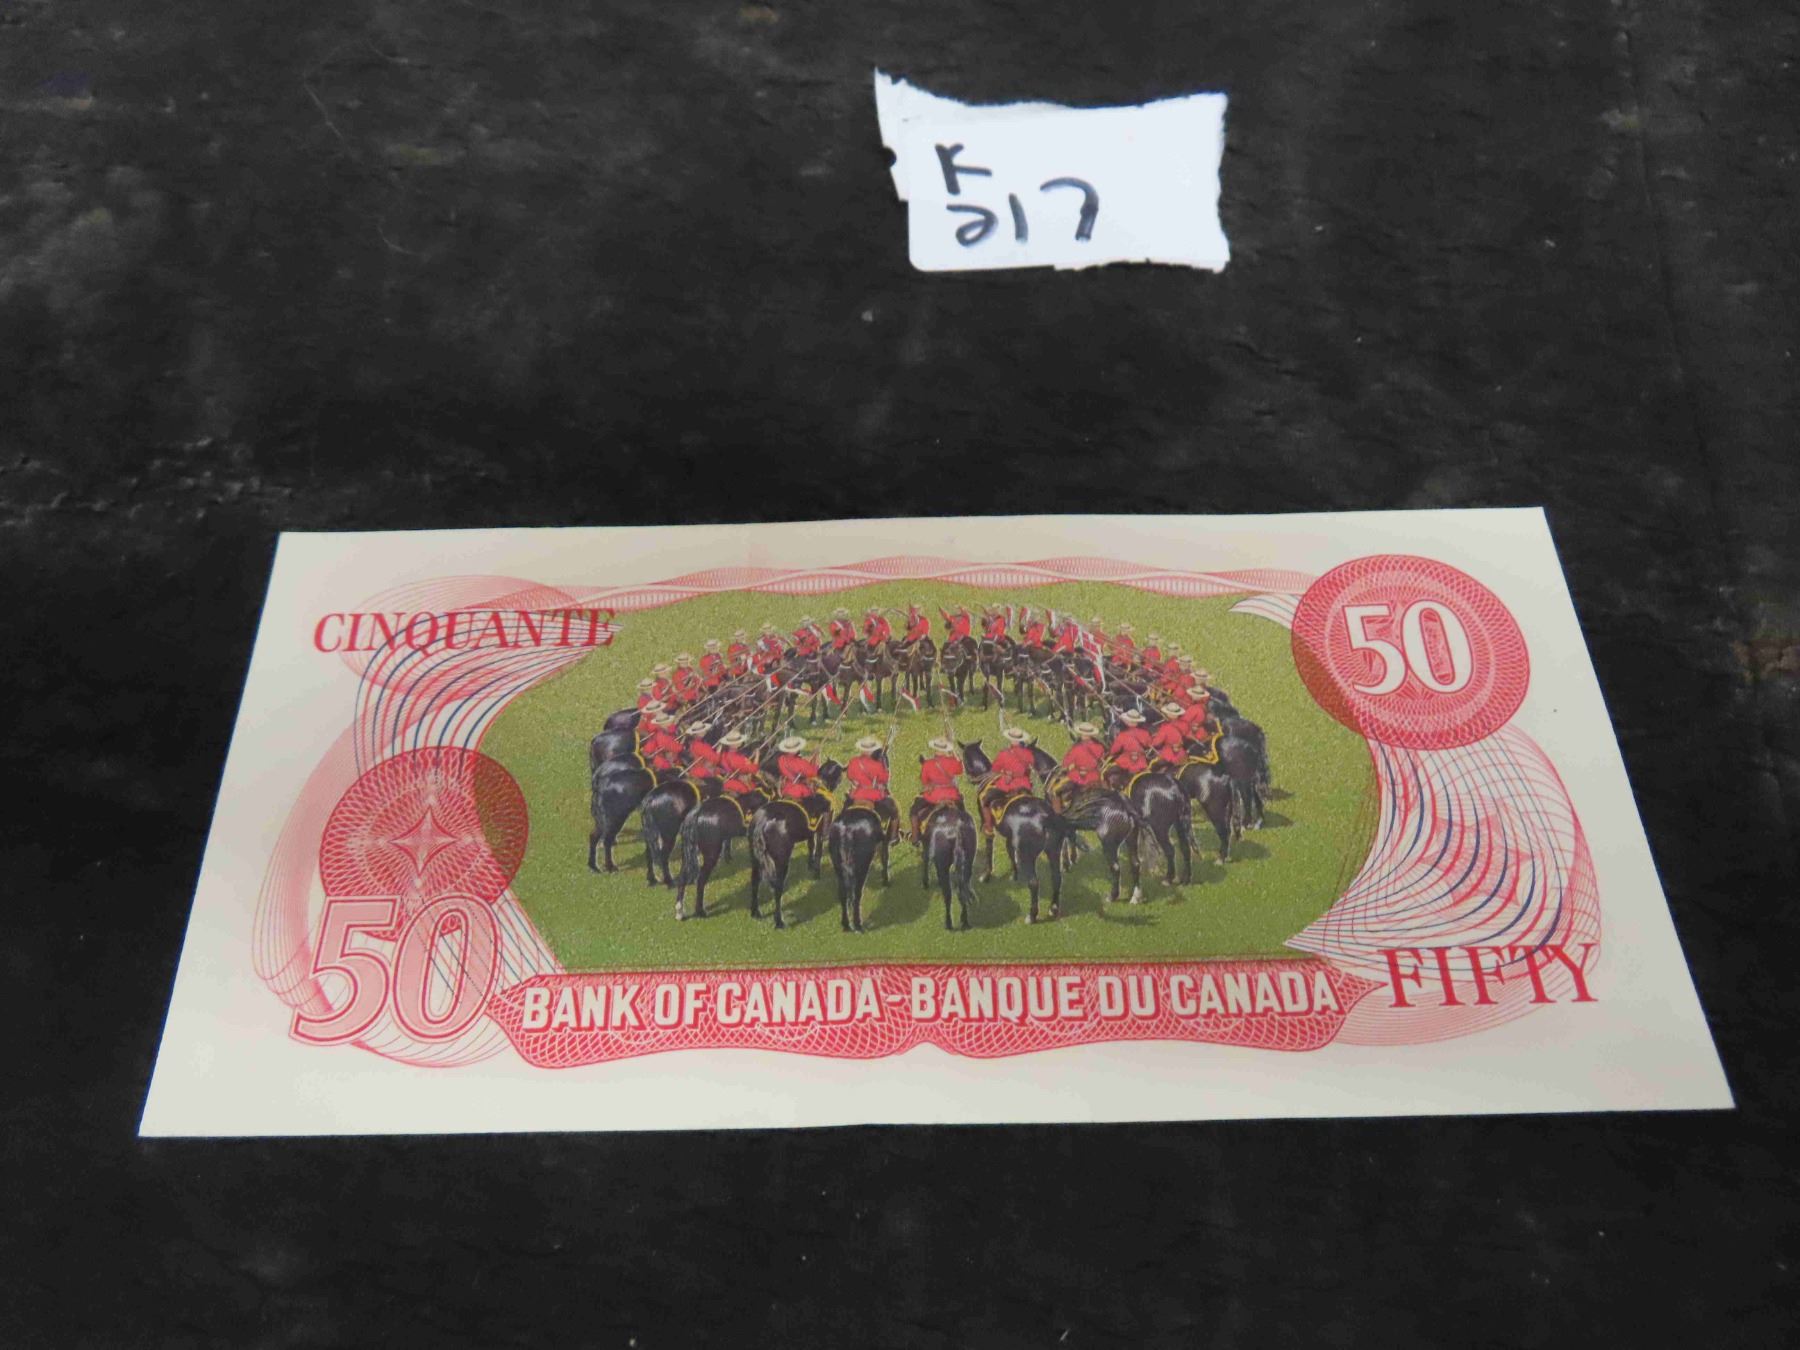 K
217
CINQUANTE
50
50
FIFTY
BANK OF CANADA-BANQUE DU CANADA